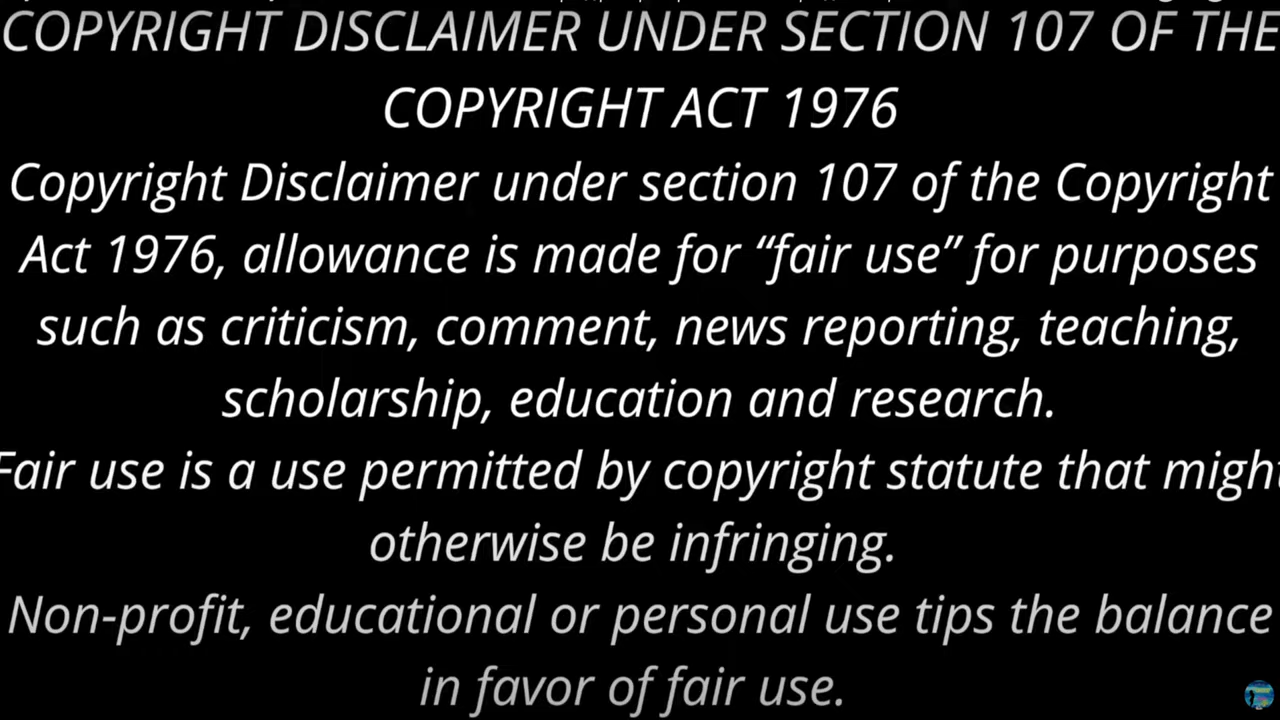 COPYRIGHT DISCLAIMER UNDER SECTION 107 OF THE
COPYRIGHT ACT 1976
Copyright Disclaimer under section 107 of the Copyright
Act 1976, allowance is made for “fair use” for purposes
such as criticism, comment, news reporting, teaching,
scholarship, education and research.
Fair use is a use permitted by copyright statute that might
otherwise be infringing.
Non-profit, educational or personal use tips the balance
in favor of fair use.